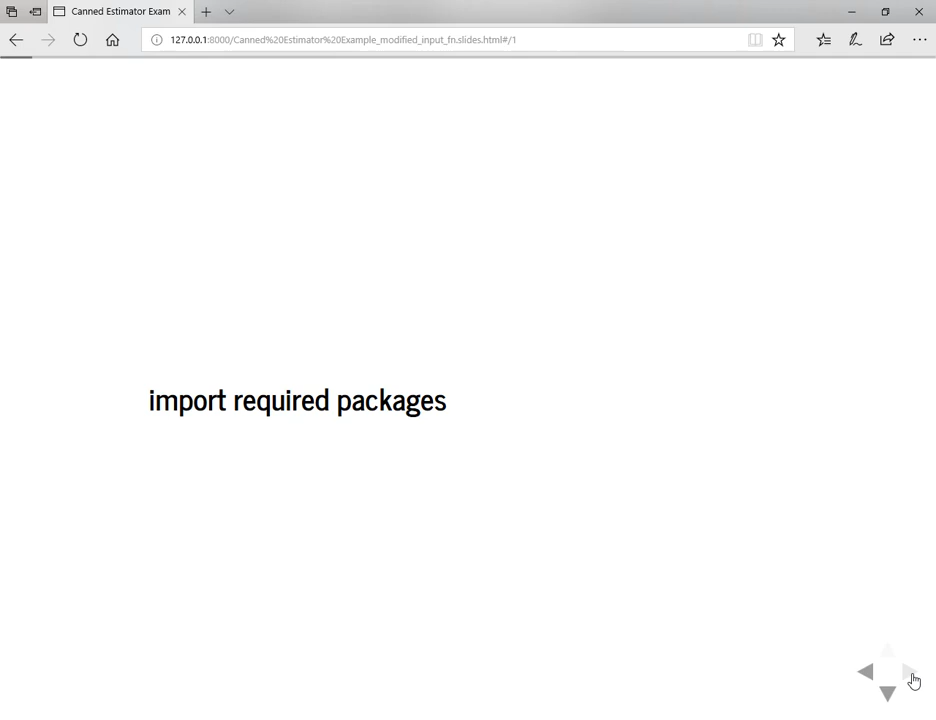 Canned Estimator Exam
127.0.0.1:8000/Canned%20Estimator%20Example_modified_input_fn.slides.html#/1
import required packages